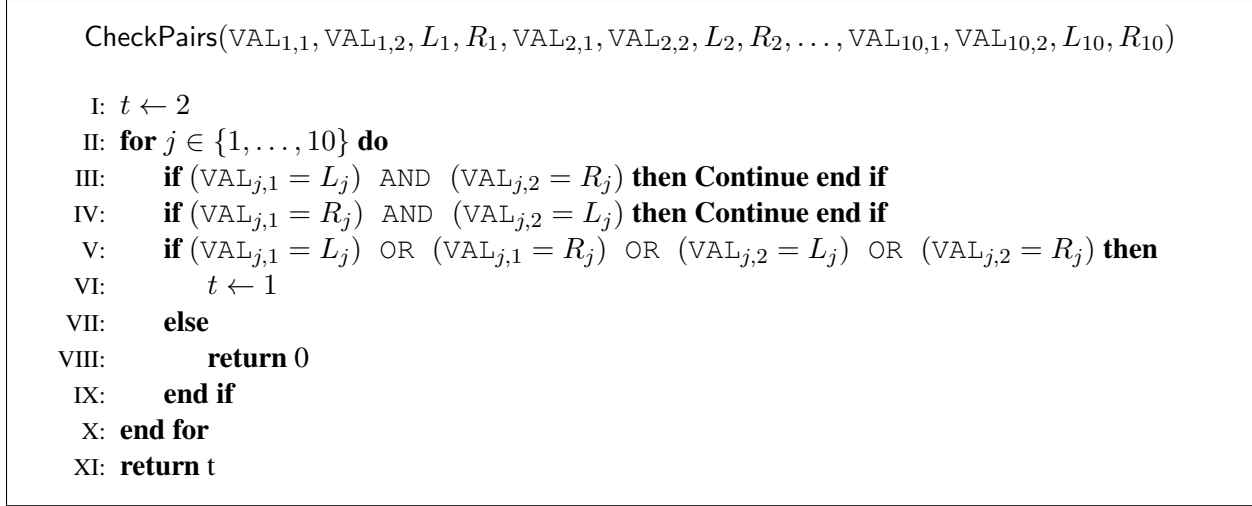 CheckPairs(VAL₁,₁, VAL₁,₂, L₁, R₁, VAL₂,₁, VAL₂,₂, L₂, R₂, . . . , VAL₁₀,₁, VAL₁₀,₂, L₁₀, R₁₀)
I: t ← 2
II: for j ∈ {1, . . . , 10} do
III: if (VALⱼ,₁ = Lⱼ) AND (VALⱼ,₂ = Rⱼ) then Continue end if
IV: if (VALⱼ,₁ = Rⱼ) AND (VALⱼ,₂ = Lⱼ) then Continue end if
V: if (VALⱼ,₁ = Lⱼ) OR (VALⱼ,₁ = Rⱼ) OR (VALⱼ,₂ = Lⱼ) OR (VALⱼ,₂ = Rⱼ) then
VI: t ← 1
VII: else
VIII: return 0
IX: end if
X: end for
XI: return t